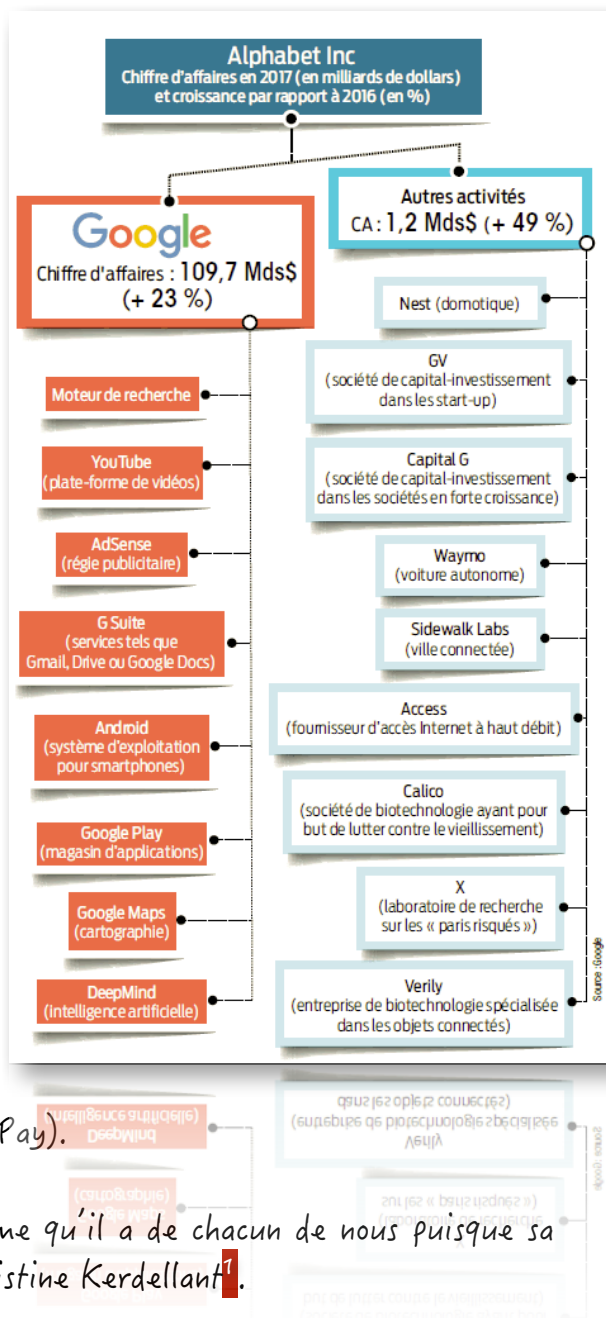 Alphabet Inc
Chiffre d'affaires en 2017 (en milliards de dollars)
et croissance par rapport à 2016 (en %)
Google
Chiffre d'affaires : 109,7 Mds$
(+ 23 %)
Moteur de recherche
YouTube
(plate-forme de vidéos)
AdSense
(régie publicitaire)
G Suite
(services tels que
Gmail, Drive ou Google Docs)
Android
(système d'exploitation
pour smartphones)
Google Play
(magasin d'applications)
Google Maps
(cartographie)
DeepMind
(intelligence artificielle)
Autres activités
CA : 1,2 Mds$ (+ 49 %)
Nest (domotique)
GV
(société de capital-investissement
dans les start-up)
Capital G
(société de capital-investissement
dans les sociétés en forte croissance)
Waymo
(voiture autonome)
Sidewalk Labs
(ville connectée)
Access
(fournisseur d'accès Internet à haut débit)
Calico
(société de biotechnologie ayant pour
but de lutter contre le vieillissement)
X
(laboratoire de recherche
sur les « paris risqués »)
Verily
(entreprise de biotechnologie spécialisée
dans les objets connectés)
Source : Google
Pay).
qu'il a de chacun de nous puisque sa
Kerdellant1.